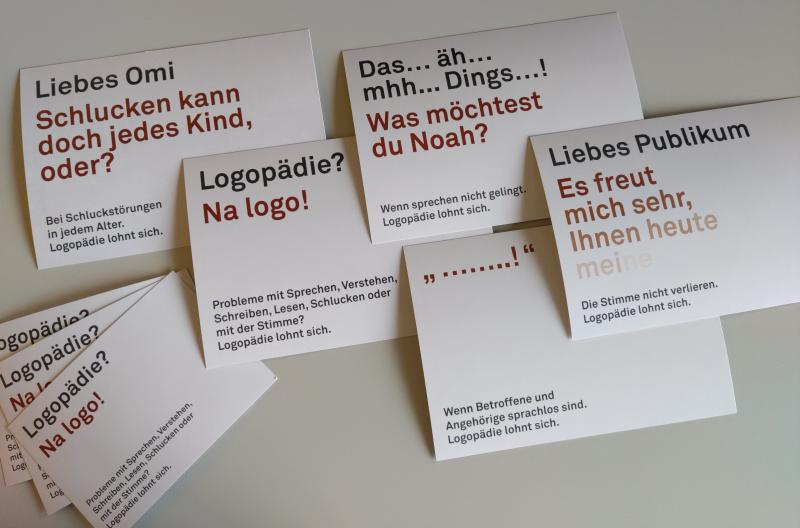 Liebes Omi
Schlucken kann
doch jedes Kind,
oder?
Bei Schluckstörungen
in jedem Alter.
Logopädie lohnt sich.
Das... äh...
mhh... Dings...!
Was möchtest
du Noah?
Wenn sprechen nicht gelingt.
Logopädie lohnt sich.
Logopädie?
Na logo!
Probleme mit Sprechen, Verstehen,
Schreiben, Lesen, Schlucken oder
mit der Stimme?
Logopädie lohnt sich.
Liebes Publikum
Es freut
mich sehr,
Ihnen heute
meine
Die Stimme nicht verlieren.
Logopädie lohnt sich.
„ ........! “
Wenn Betroffene und
Angehörige sprachlos sind.
Logopädie lohnt sich.
ogopädie?
Logopädie?
Na lo
Logopädie?
Na logo!
Probleme mit Sprechen, Verstehen,
Schreiben, Lesen, Schlucken oder
mit der Stimme?
Logopädie lohnt sich.